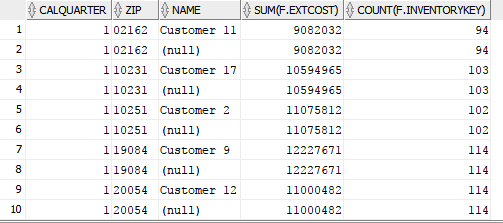 CALQUARTER ZIP NAME SUM(F.EXTCOST) COUNT(F.INVENTORYKEY)
1 1 02162 Customer 11 9082032 94
2 1 02162 (null) 9082032 94
3 1 10231 Customer 17 10594965 103
4 1 10231 (null) 10594965 103
5 1 10251 Customer 2 11075812 102
6 1 10251 (null) 11075812 102
7 1 19084 Customer 9 12227671 114
8 1 19084 (null) 12227671 114
9 1 20054 Customer 12 11000482 114
10 1 20054 (null) 11000482 114